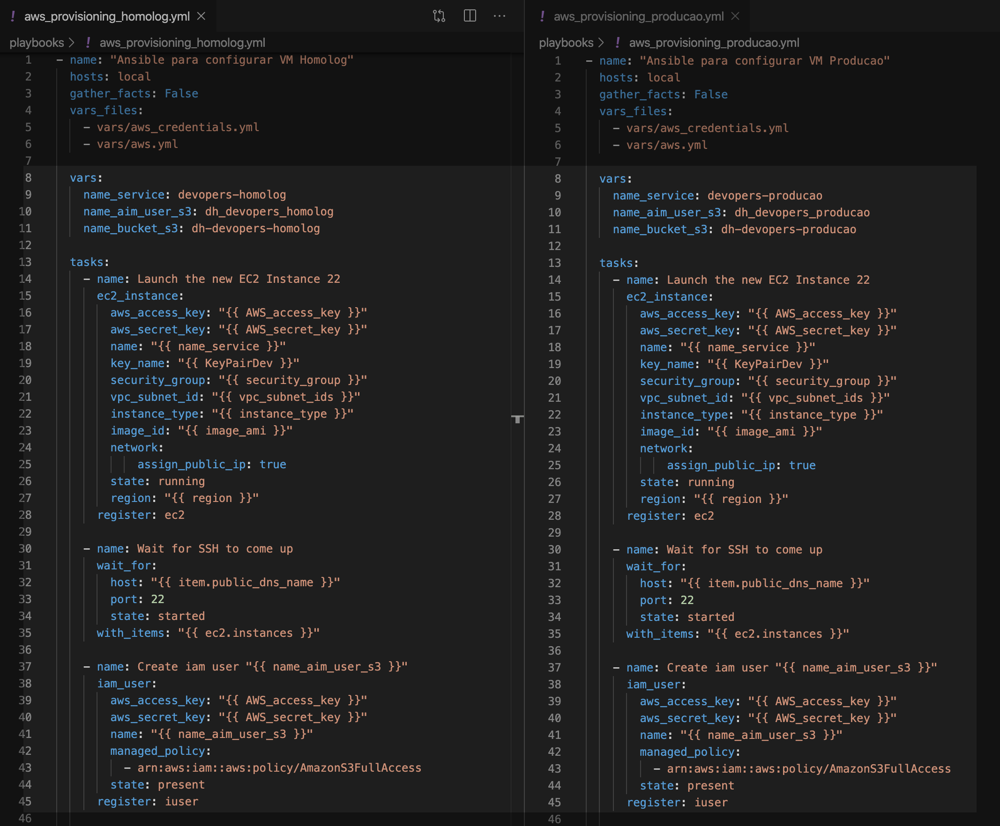 aws_provisioning_homolog.yml
playbooks > ! aws_provisioning_homolog.yml
1 - name: "Ansible para configurar VM Homolog"
2 hosts: local
3 gather_facts: False
4 vars_files:
5 - vars/aws_credentials.yml
6 - vars/aws.yml
7
8 vars:
9 name_service: devopers-homolog
10 name_aim_user_s3: dh_devopers_homolog
11 name_bucket_s3: dh-devopers-homolog
12
13 tasks:
14 - name: Launch the new EC2 Instance 22
15 ec2_instance:
16 aws_access_key: "{{ AWS_access_key }}"
17 aws_secret_key: "{{ AWS_secret_key }}"
18 name: "{{ name_service }}"
19 key_name: "{{ KeyPairDev }}"
20 security_group: "{{ security_group }}"
21 vpc_subnet_id: "{{ vpc_subnet_ids }}"
22 instance_type: "{{ instance_type }}"
23 image_id: "{{ image_ami }}"
24 network:
25 assign_public_ip: true
26 state: running
27 region: "{{ region }}"
28 register: ec2
29
30 - name: Wait for SSH to come up
31 wait_for:
32 host: "{{ item.public_dns_name }}"
33 port: 22
34 state: started
35 with_items: "{{ ec2.instances }}"
36
37 - name: Create iam user "{{ name_aim_user_s3 }}"
38 iam_user:
39 aws_access_key: "{{ AWS_access_key }}"
40 aws_secret_key: "{{ AWS_secret_key }}"
41 name: "{{ name_aim_user_s3 }}"
42 managed_policy:
43 - arn:aws:iam::aws:policy/AmazonS3FullAccess
44 state: present
45 register: iuser
46
aws_provisioning_producao.yml
playbooks > ! aws_provisioning_producao.yml
1 - name: "Ansible para configurar VM Producao"
2 hosts: local
3 gather_facts: False
4 vars_files:
5 - vars/aws_credentials.yml
6 - vars/aws.yml
7
8 vars:
9 name_service: devopers-producao
10 name_aim_user_s3: dh_devopers_producao
11 name_bucket_s3: dh-devopers-producao
12
13 tasks:
14 - name: Launch the new EC2 Instance 22
15 ec2_instance:
16 aws_access_key: "{{ AWS_access_key }}"
17 aws_secret_key: "{{ AWS_secret_key }}"
18 name: "{{ name_service }}"
19 key_name: "{{ KeyPairDev }}"
20 security_group: "{{ security_group }}"
21 vpc_subnet_id: "{{ vpc_subnet_ids }}"
22 instance_type: "{{ instance_type }}"
23 image_id: "{{ image_ami }}"
24 network:
25 assign_public_ip: true
26 state: running
27 region: "{{ region }}"
28 register: ec2
29
30 - name: Wait for SSH to come up
31 wait_for:
32 host: "{{ item.public_dns_name }}"
33 port: 22
34 state: started
35 with_items: "{{ ec2.instances }}"
36
37 - name: Create iam user "{{ name_aim_user_s3 }}"
38 iam_user:
39 aws_access_key: "{{ AWS_access_key }}"
40 aws_secret_key: "{{ AWS_secret_key }}"
41 name: "{{ name_aim_user_s3 }}"
42 managed_policy:
43 - arn:aws:iam::aws:policy/AmazonS3FullAccess
44 state: present
45 register: iuser
46